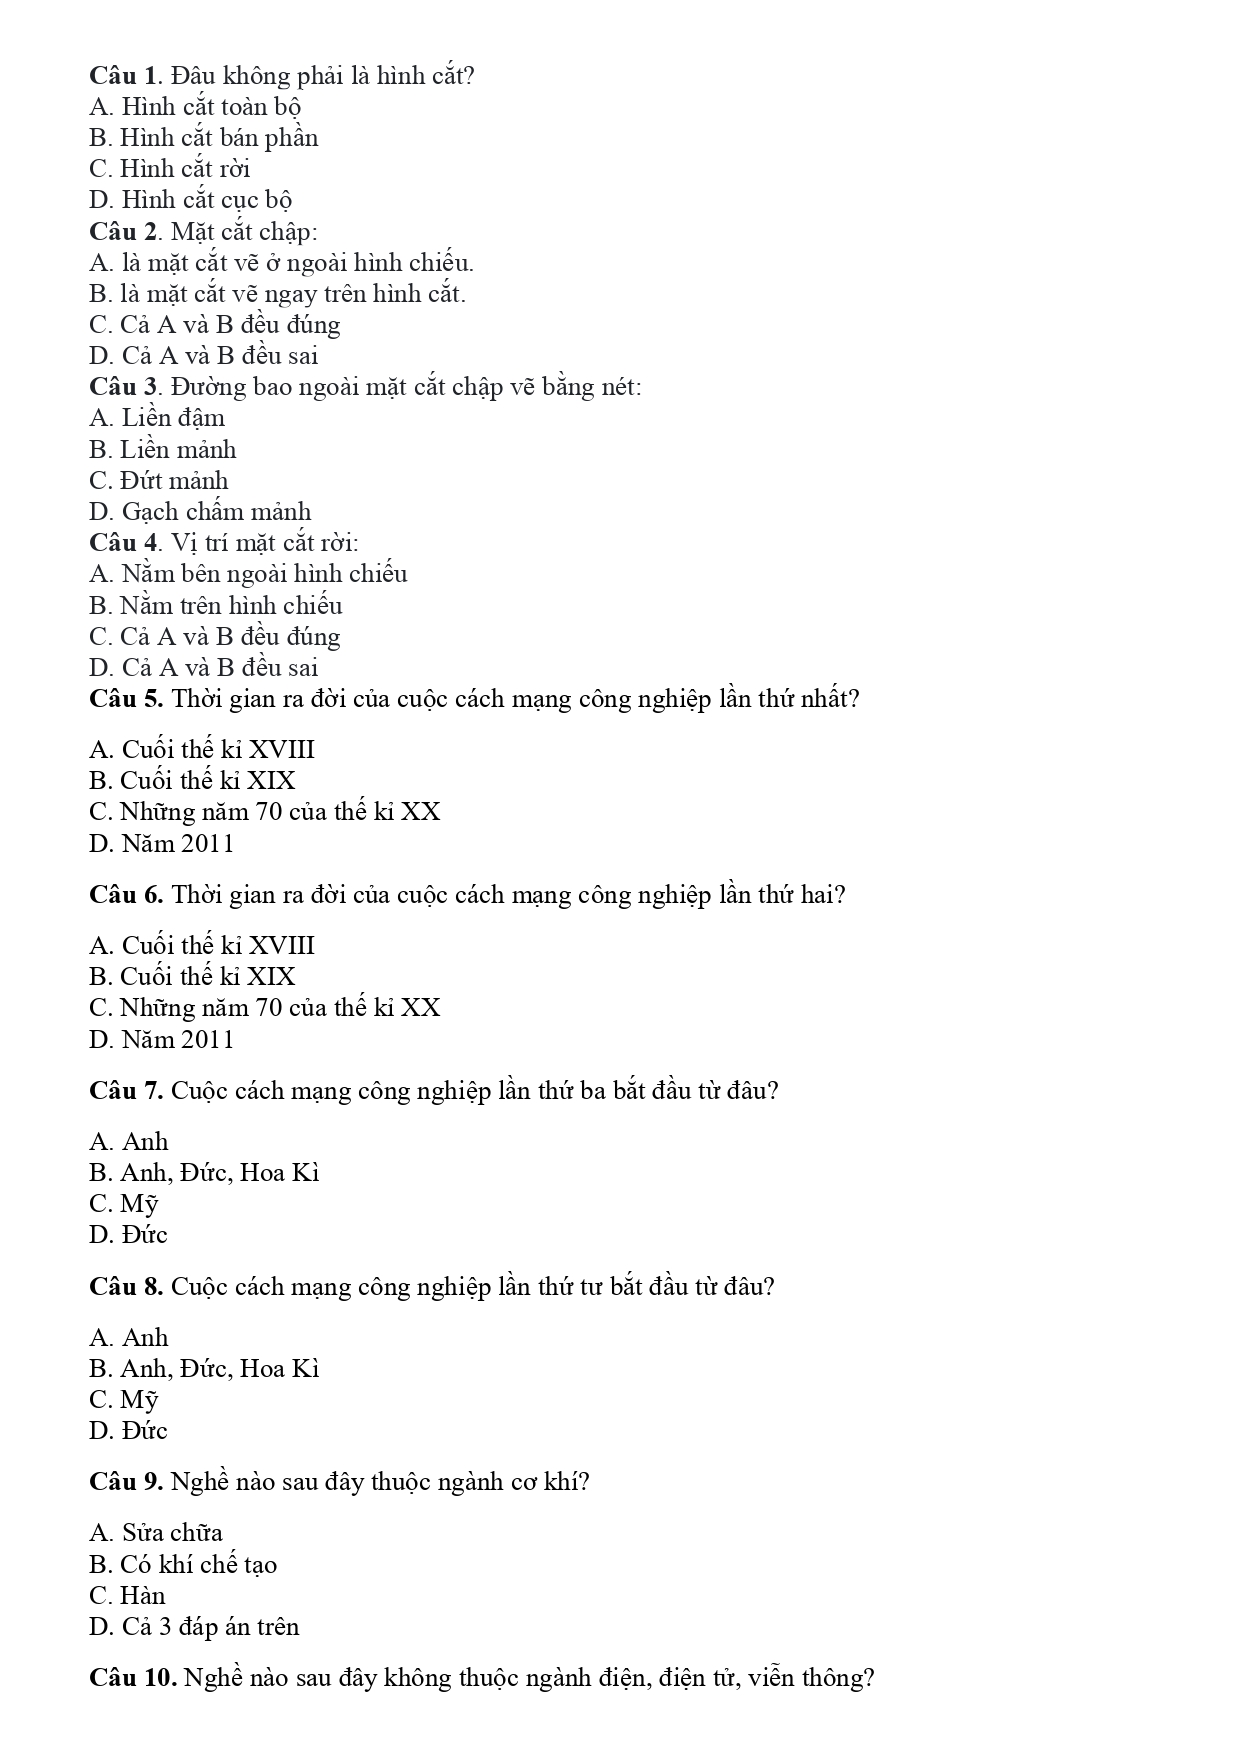 Câu 1. Đâu không phải là hình cắt?
A. Hình cắt toàn bộ
B. Hình cắt bán phần
C. Hình cắt rời
D. Hình cắt cục bộ
Câu 2. Mặt cắt chập:
A. là mặt cắt vẽ ở ngoài hình chiếu.
B. là mặt cắt vẽ ngay trên hình cắt.
C. Cả A và B đều đúng
D. Cả A và B đều sai
Câu 3. Đường bao ngoài mặt cắt chập vẽ bằng nét:
A. Liền đậm
B. Liền mảnh
C. Đứt mảnh
D. Gạch chấm mảnh
Câu 4. Vị trí mặt cắt rời:
A. Nằm bên ngoài hình chiếu
B. Nằm trên hình chiếu
C. Cả A và B đều đúng
D. Cả A và B đều sai
Câu 5. Thời gian ra đời của cuộc cách mạng công nghiệp lần thứ nhất?
A. Cuối thế kỉ XVIII
B. Cuối thế kỉ XIX
C. Những năm 70 của thế kỉ XX
D. Năm 2011
Câu 6. Thời gian ra đời của cuộc cách mạng công nghiệp lần thứ hai?
A. Cuối thế kỉ XVIII
B. Cuối thế kỉ XIX
C. Những năm 70 của thế kỉ XX
D. Năm 2011
Câu 7. Cuộc cách mạng công nghiệp lần thứ ba bắt đầu từ đâu?
A. Anh
B. Anh, Đức, Hoa Kì
C. Mỹ
D. Đức
Câu 8. Cuộc cách mạng công nghiệp lần thứ tư bắt đầu từ đâu?
A. Anh
B. Anh, Đức, Hoa Kì
C. Mỹ
D. Đức
Câu 9. Nghề nào sau đây thuộc ngành cơ khí?
A. Sửa chữa
B. Có khí chế tạo
C. Hàn
D. Cả 3 đáp án trên
Câu 10. Nghề nào sau đây không thuộc ngành điện, điện tử, viễn thông?